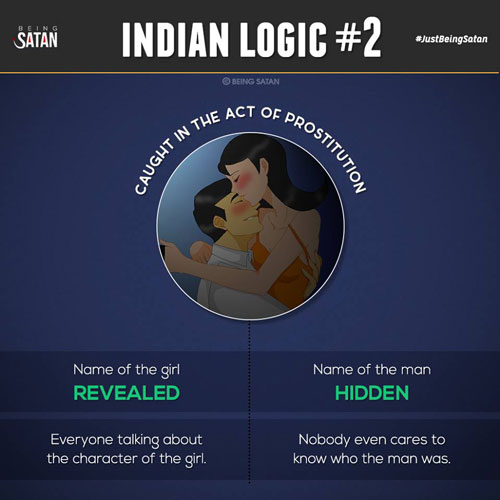 BEING
SATAN
INDIAN LOGIC #2
#JustBeingSatan
© BEING SATAN
CAUGHT IN THE ACT OF PROSTITUTION
Name of the girl
REVEALED
Name of the man
HIDDEN
Everyone talking about
the character of the girl.
Nobody even cares to
know who the man was.